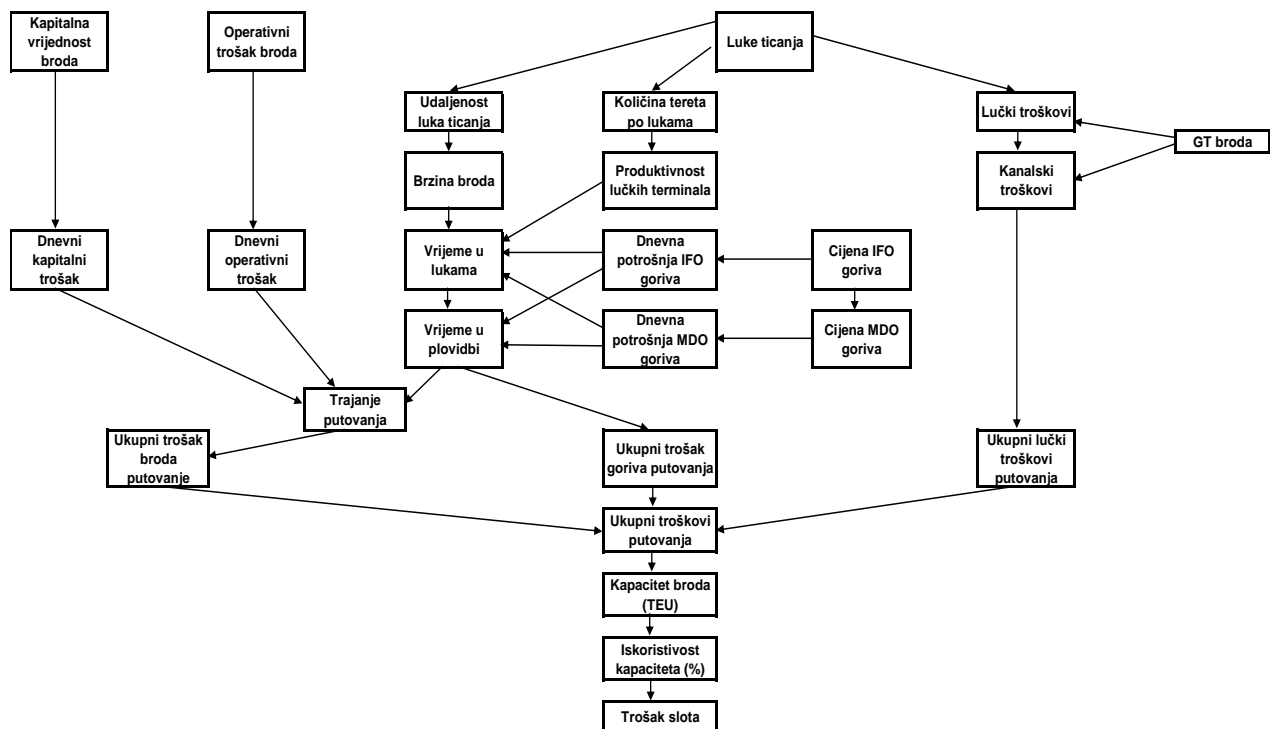 Kapitalna
vrijednost
broda
Operativni
trošak broda
Luke ticanja
Udaljenost
luka ticanja
Količina tereta
po lukama
Lučki troškovi
GT broda
Brzina broda
Produktivnost
lučkih terminala
Kanalski
troškovi
Dnevni
kapitalni
trošak
Dnevni
operativni
trošak
Vrijeme u
lukama
Dnevna
potrošnja IFO
goriva
Cijena IFO
goriva
Vrijeme u
plovidbi
Dnevna
potrošnja MDO
goriva
Cijena MDO
goriva
Trajanje
putovanja
Ukupni trošak
broda
putovanje
Ukupni trošak
goriva putovanja
Ukupni lučki
troškovi
putovanja
Ukupni troškovi
putovanja
Kapacitet broda
(TEU)
Iskoristivost
kapaciteta (%)
Trošak slota